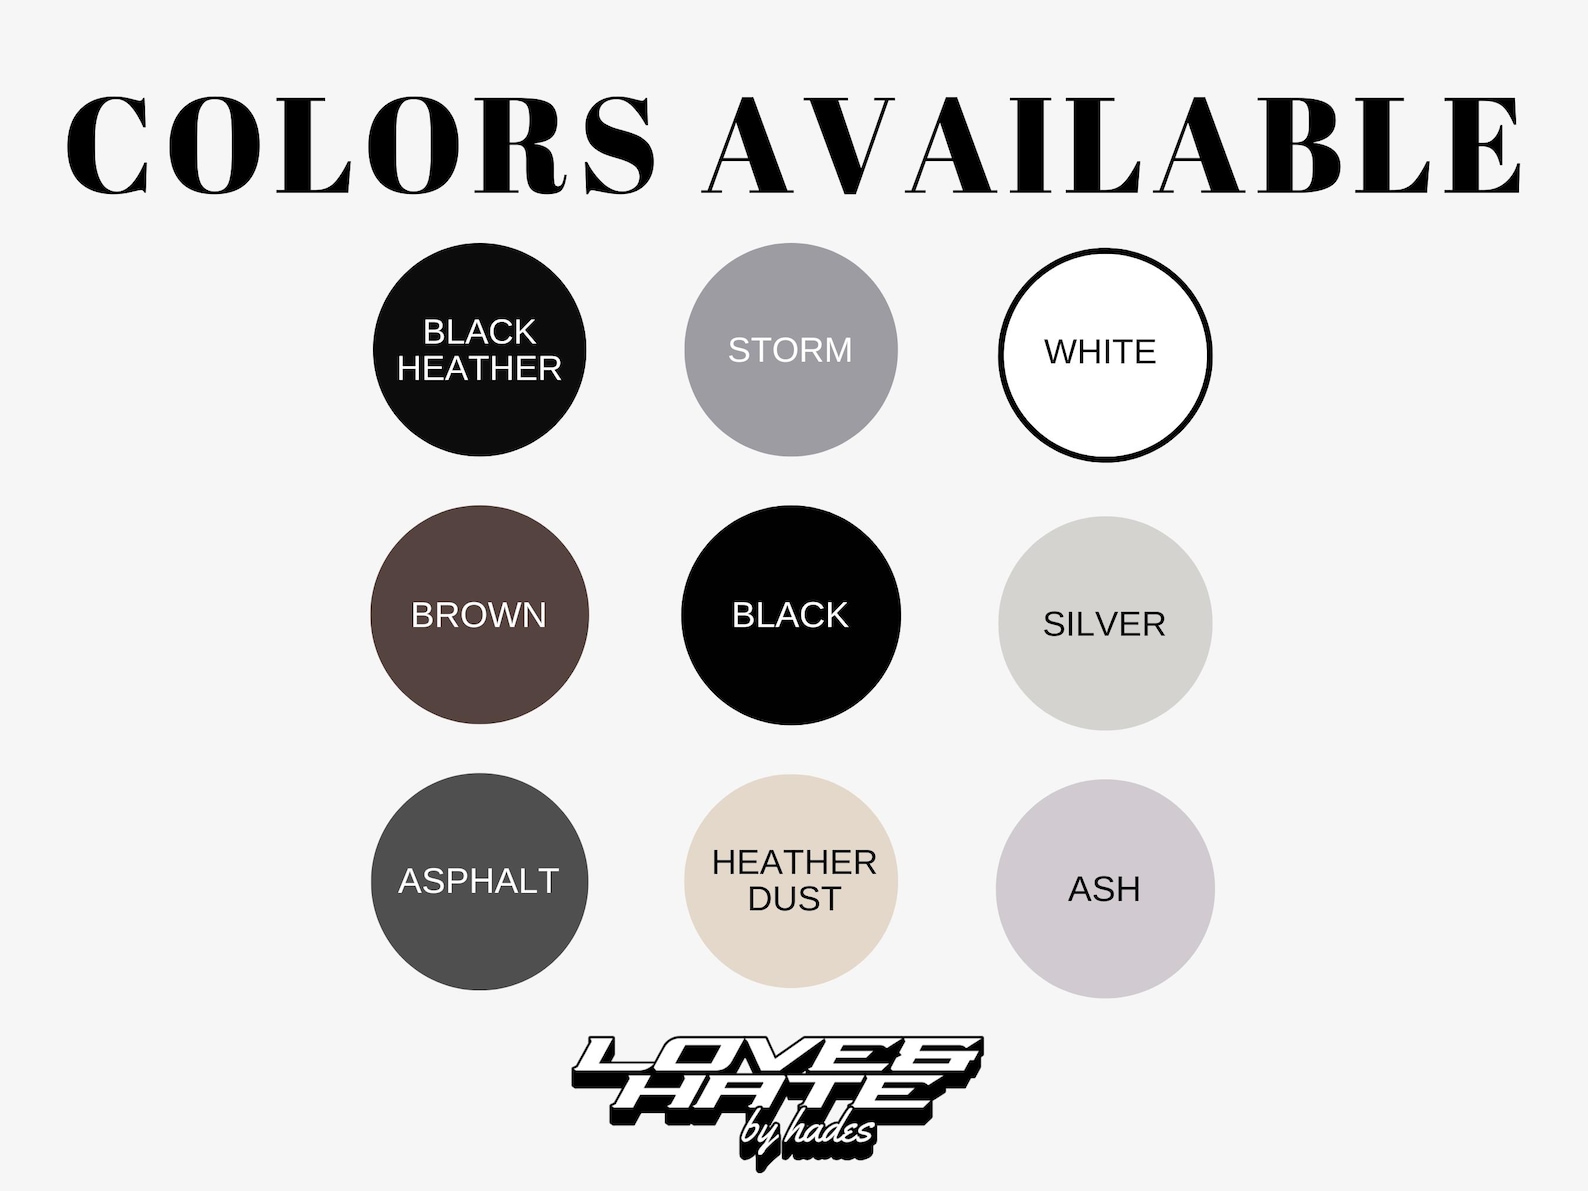 COLORS AVAILABLE
BLACK
HEATHER
STORM
WHITE
BROWN
BLACK
SILVER
ASPHALT
HEATHER
DUST
ASH
LOVE&
HATE
by hades